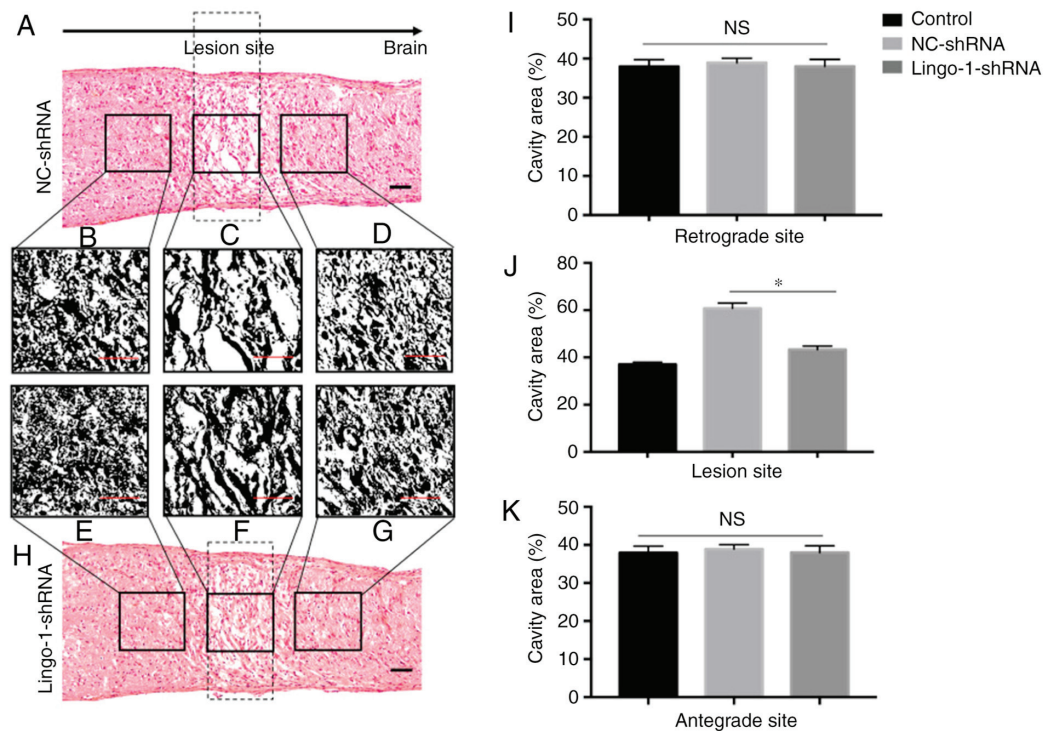 A
Lesion site
Brain
NC-shRNA
B
C
D
E
F
G
H
Lingo-1-shRNA
I
Control
NC-shRNA
Lingo-1-shRNA
NS
Cavity area (%)
50
40
30
20
10
0
Retrograde site
J
*
Cavity area (%)
80
60
40
20
0
Lesion site
K
NS
Cavity area (%)
50
40
30
20
10
0
Antegrade site